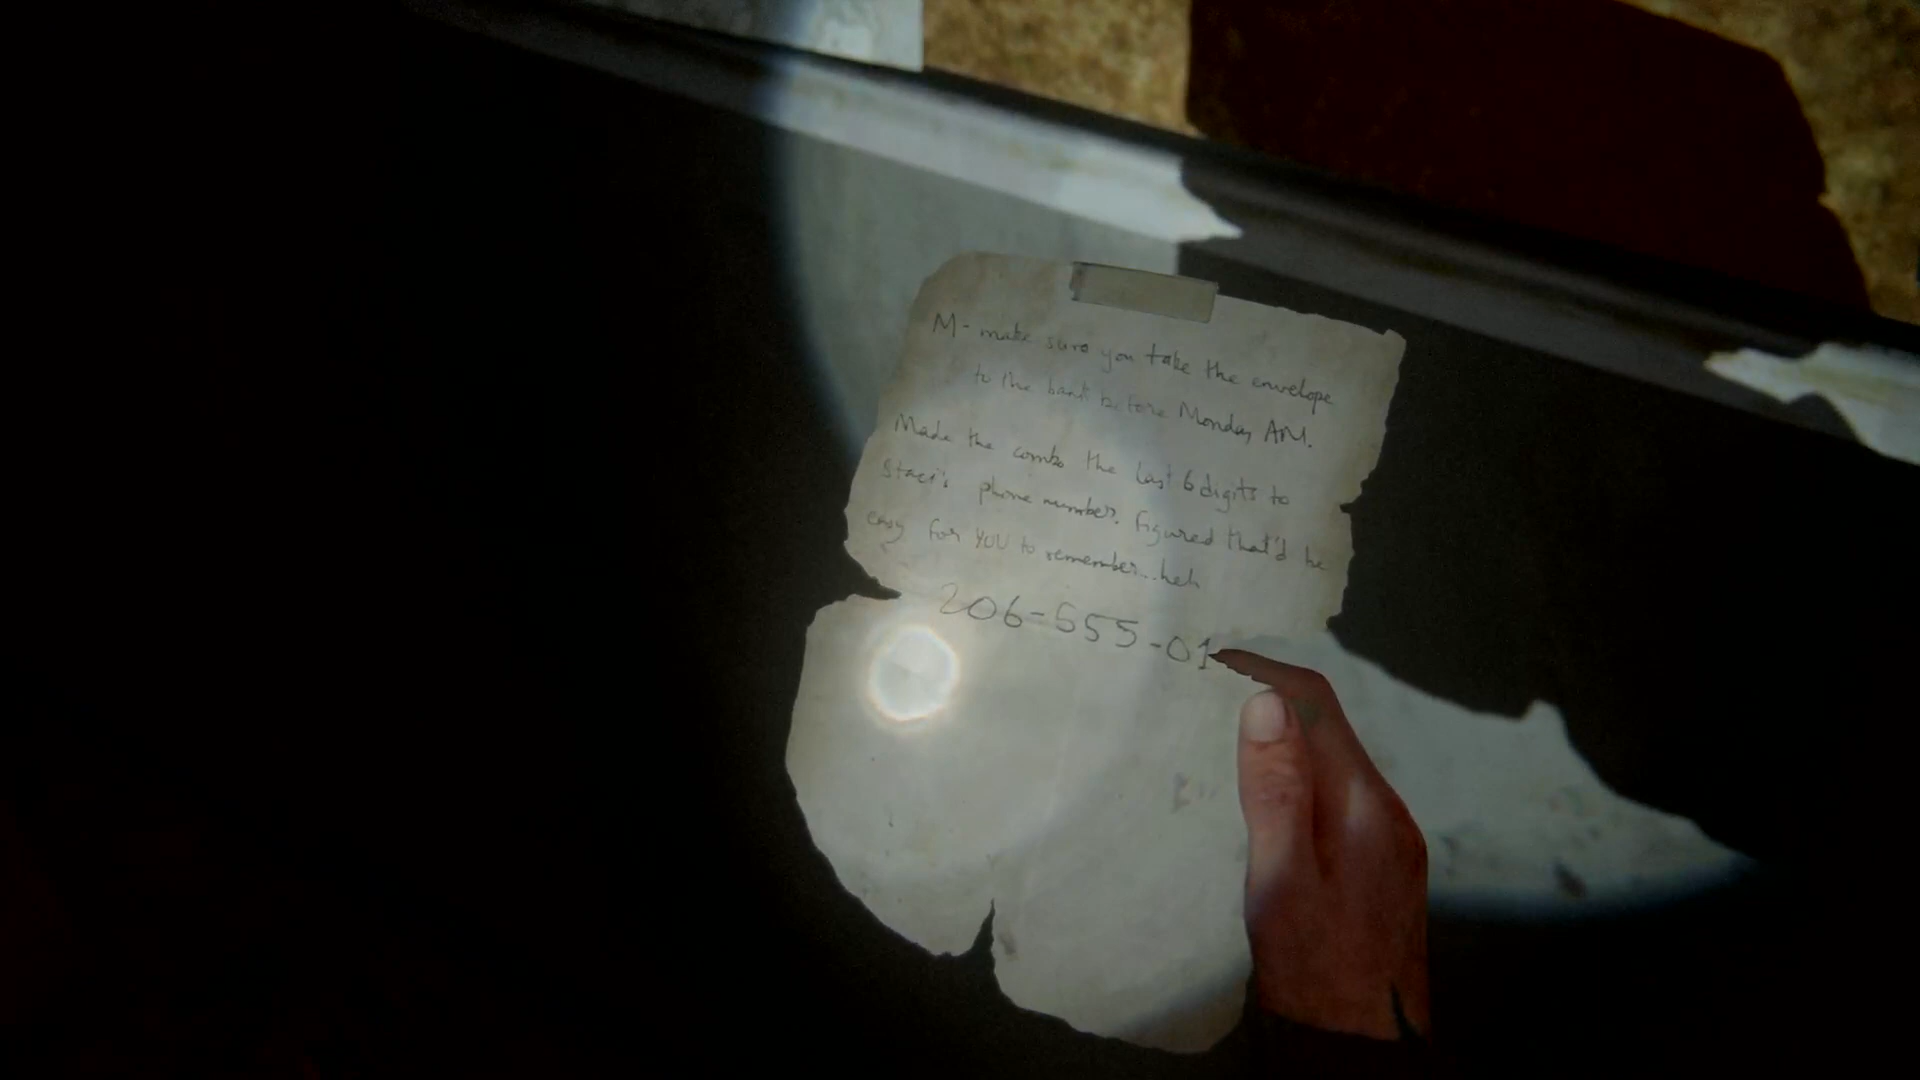 M- make sure you take the envelope
to the bank before Monday AM.
Made the combo the last 6 digits to
Staci's phone number. figured that'd be
easy for YOU to remember...heh
206-555-01